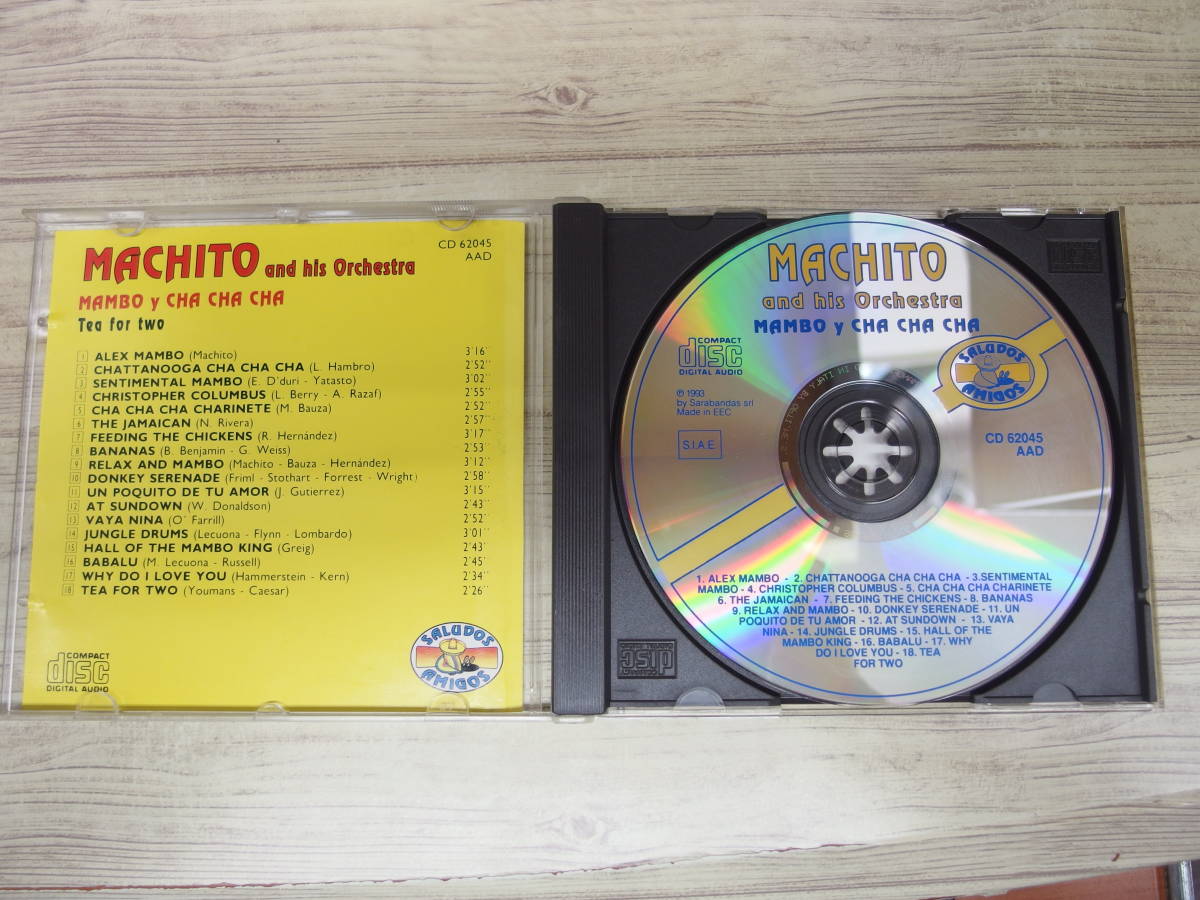 MACHITO and his Orchestra
CD 62045
AAD
MAMBO y CHA CHA CHA
Tea for two
1 ALEX MAMBO (Machito) 3'16"
2 CHATTANOOGA CHA CHA CHA (L. Hambro) 2'52"
3 SENTIMENTAL MAMBO (E. D'duri - Yatasto) 3'02"
4 CHRISTOPHER COLUMBUS (L. Berry - A. Razaf) 2'55"
5 CHA CHA CHA CHARINETE (M. Bauza) 2'52"
6 THE JAMAICAN (N. Rivera) 2'57"
7 FEEDING THE CHICKENS (R. Hernández) 3'17"
8 BANANAS (B. Benjamin - G. Weiss) 2'53"
9 RELAX AND MAMBO (Machito - Bauza - Hernández) 3'12"
10 DONKEY SERENADE (Friml - Stothart - Forrest - Wright) 2'58"
11 UN POQUITO DE TU AMOR (J. Gutierrez) 3'15"
12 AT SUNDOWN (W. Donaldson) 2'43"
13 VAYA NINA (O' Farrill) 2'52"
14 JUNGLE DRUMS (Lecuona - Flynn - Lombardo) 3'01"
15 HALL OF THE MAMBO KING (Greig) 2'43'
16 BABALU (M. Lecuona - Russell) 2'45"
17 WHY DO I LOVE YOU (Hammerstein - Kern) 2'34"
18 TEA FOR TWO (Youmans - Caesar) 2'26"
COMPACT
disc
DIGITAL AUDIO
SALUDOS
AMIGOS
MACHITO
and his Orchestra
MAMBO y CHA CHA CHA
COMPACT
disc
DIGITAL AUDIO
SALUDOS
AMIGOS
℗ 1993
by Sarabandas srl
Made in EEC
S.I.A.E.
CD 62045
AAD
1. ALEX MAMBO - 2. CHATTANOOGA CHA CHA CHA - 3.SENTIMENTAL
MAMBO - 4. CHRISTOPHER COLUMBUS - 5. CHA CHA CHA CHARINETE
6. THE JAMAICAN - 7. FEEDING THE CHICKENS - 8. BANANAS
9. RELAX AND MAMBO - 10. DONKEY SERENADE - 11. UN
POQUITO DE TU AMOR - 12. AT SUNDOWN - 13. VAYA
NINA - 14. JUNGLE DRUMS - 15. HALL OF THE
MAMBO KING - 16. BABALU - 17. WHY
DO I LOVE YOU - 18. TEA
FOR TWO
disc